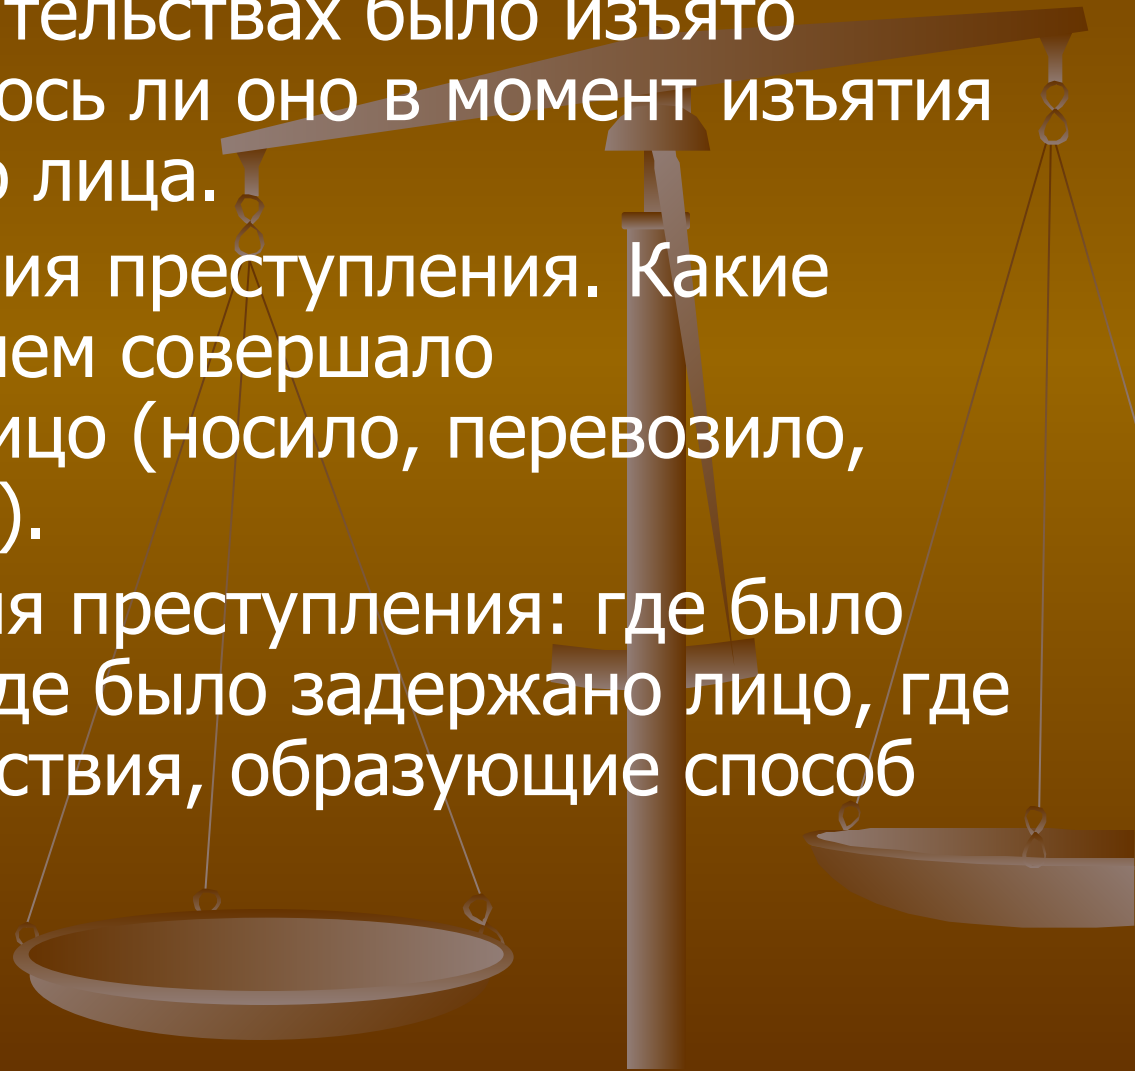 тельствах было изъято
ось ли оно в момент изъятия
о лица.
ия преступления. Какие
ием совершало
ицо (носило, перевозило,
).
ия преступления: где было
де было задержано лицо, где
ствия, образующие способ